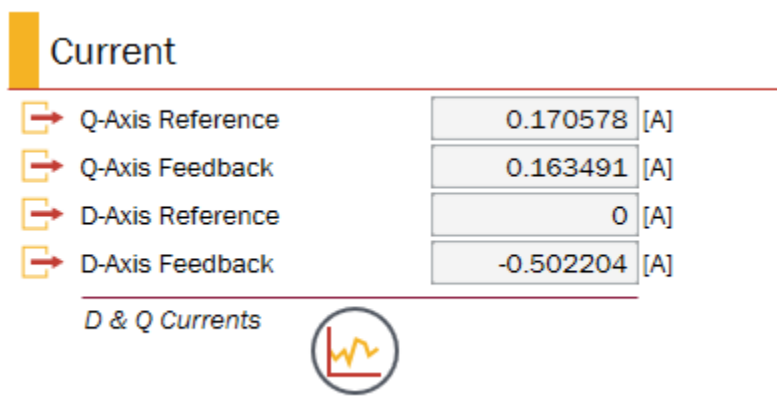 Current
Q-Axis Reference 0.170578 [A]
Q-Axis Feedback 0.163491 [A]
D-Axis Reference 0 [A]
D-Axis Feedback -0.502204 [A]
D & Q Currents